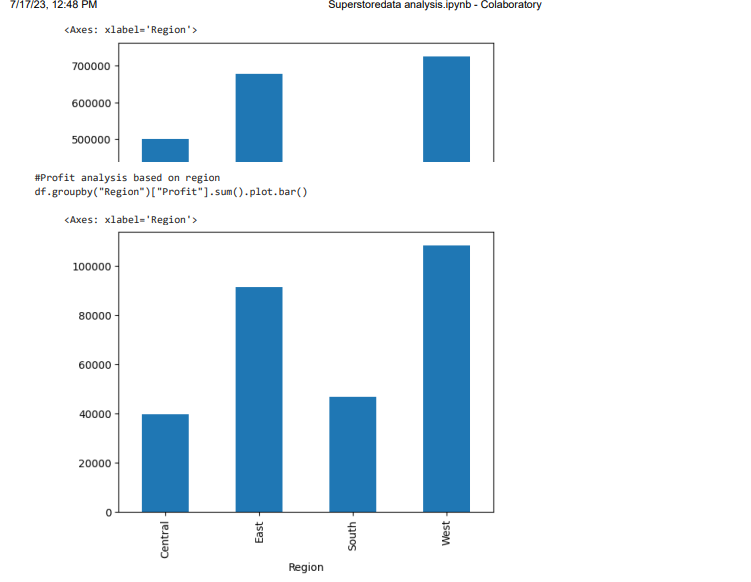 7/17/23, 12:48 PM Superstoredata analysis.ipynb - Colaboratory
<Axes: xlabel='Region'>
700000
600000
500000
#Profit analysis based on region
df.groupby("Region")["Profit"].sum().plot.bar()
<Axes: xlabel='Region'>
100000
80000
60000
40000
20000
0
Central East South West
Region